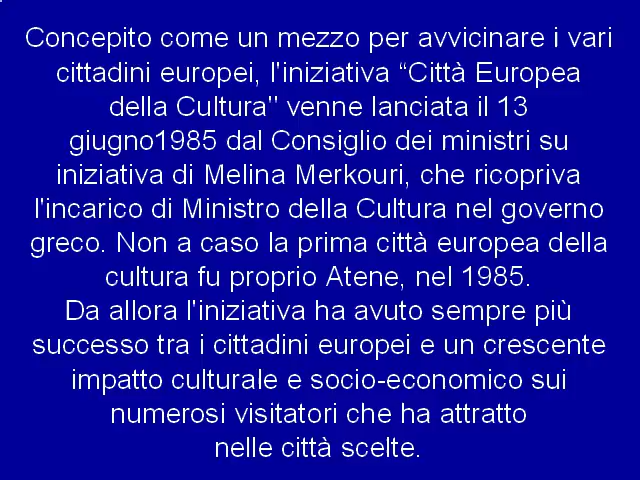 Concepito come un mezzo per avvicinare i vari
cittadini europei, l'iniziativa “Città Europea
della Cultura" venne lanciata il 13
giugno1985 dal Consiglio dei ministri su
iniziativa di Melina Merkouri, che ricopriva
l'incarico di Ministro della Cultura nel governo
greco. Non a caso la prima città europea della
cultura fu proprio Atene, nel 1985.
Da allora l'iniziativa ha avuto sempre più
successo tra i cittadini europei e un crescente
impatto culturale e socio-economico sui
numerosi visitatori che ha attratto
nelle città scelte.